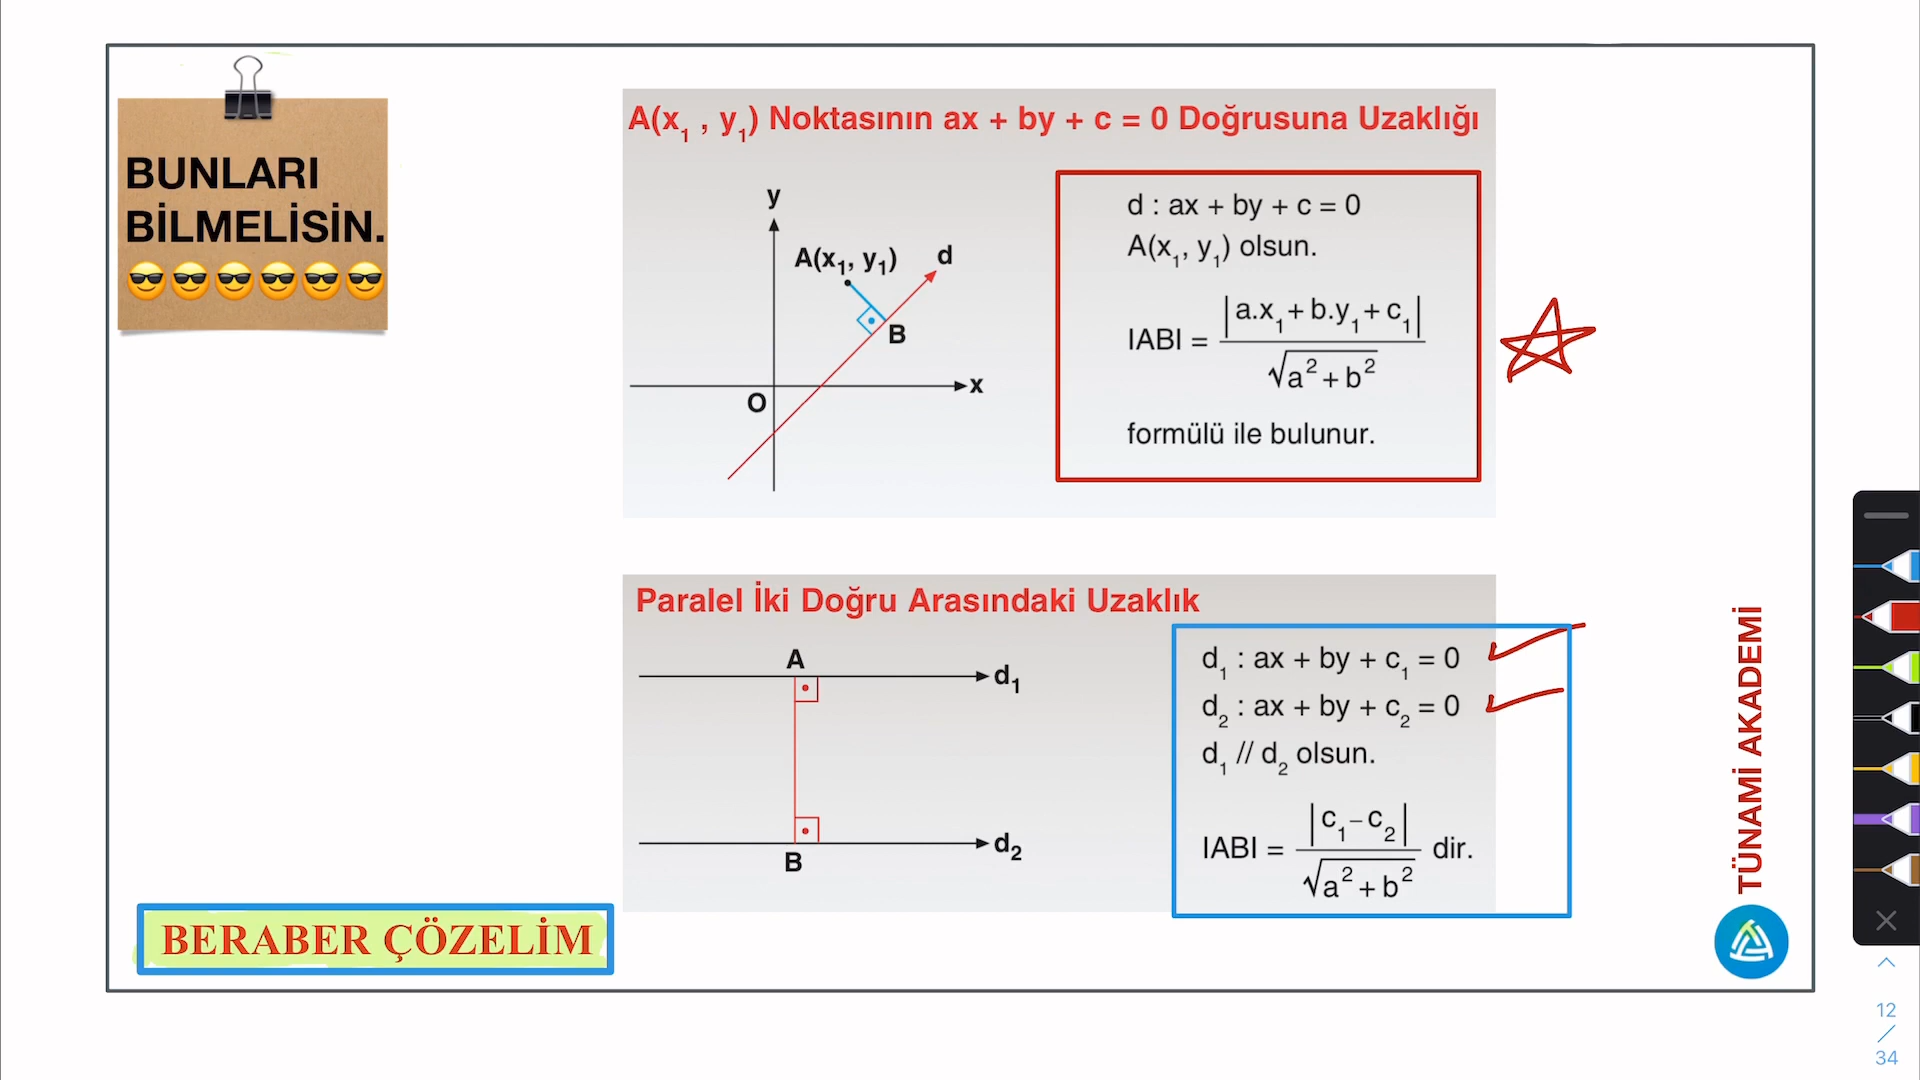 BUNLARI
BİLMELİSİN.
A(x₁ , y₁) Noktasının ax + by + c = 0 Doğrusuna Uzaklığı
y
A(x₁, y₁)
d
B
x
O
d : ax + by + c = 0
A(x₁, y₁) olsun.
IABI = |a.x₁ + b.y₁ + c₁| / √a² + b²
formülü ile bulunur.
Paralel İki Doğru Arasındaki Uzaklık
A
d₁
B
d₂
d₁ : ax + by + c₁ = 0
d₂ : ax + by + c₂ = 0
d₁ // d₂ olsun.
IABI = |c₁ – c₂| / √a² + b² dir.
BERABER ÇÖZELİM
TÜNAMİ AKADEMİ
12
/
34